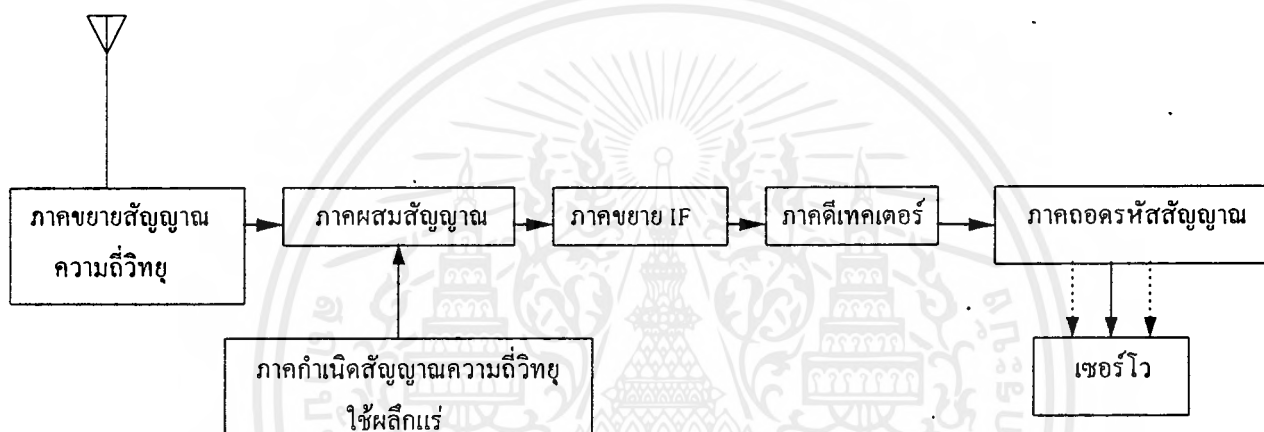 ภาคขยายสัญญาณ
ความถี่วิทยุ
ภาคผสมสัญญาณ
ภาคขยาย IF
ภาคดีเทคเตอร์
ภาคถอดรหัสสัญญาณ
ภาคกำเนิดสัญญาณความถี่วิทยุ
ใช้ผลึกแร่
เซอร์โว